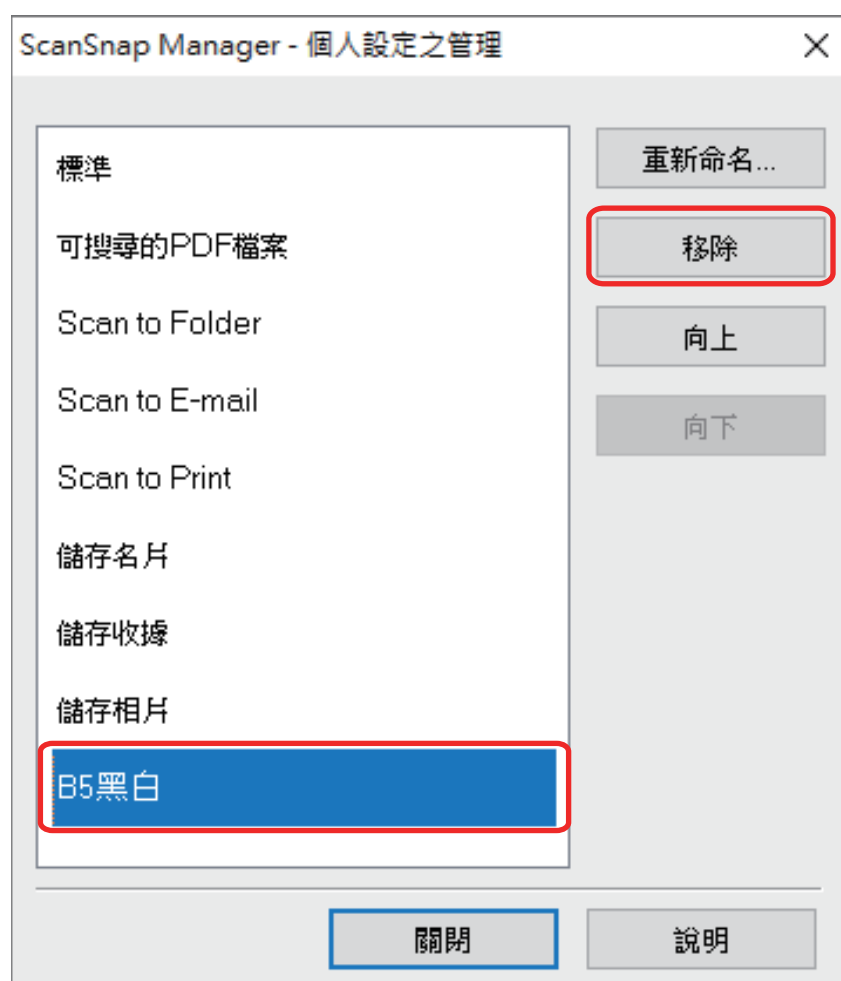 ScanSnap Manager - 個人設定之管理
標準
可搜尋的PDF檔案
Scan to Folder
Scan to E-mail
Scan to Print
儲存名片
儲存收據
儲存相片
B5黑白
重新命名...
移除
向上
向下
關閉
說明